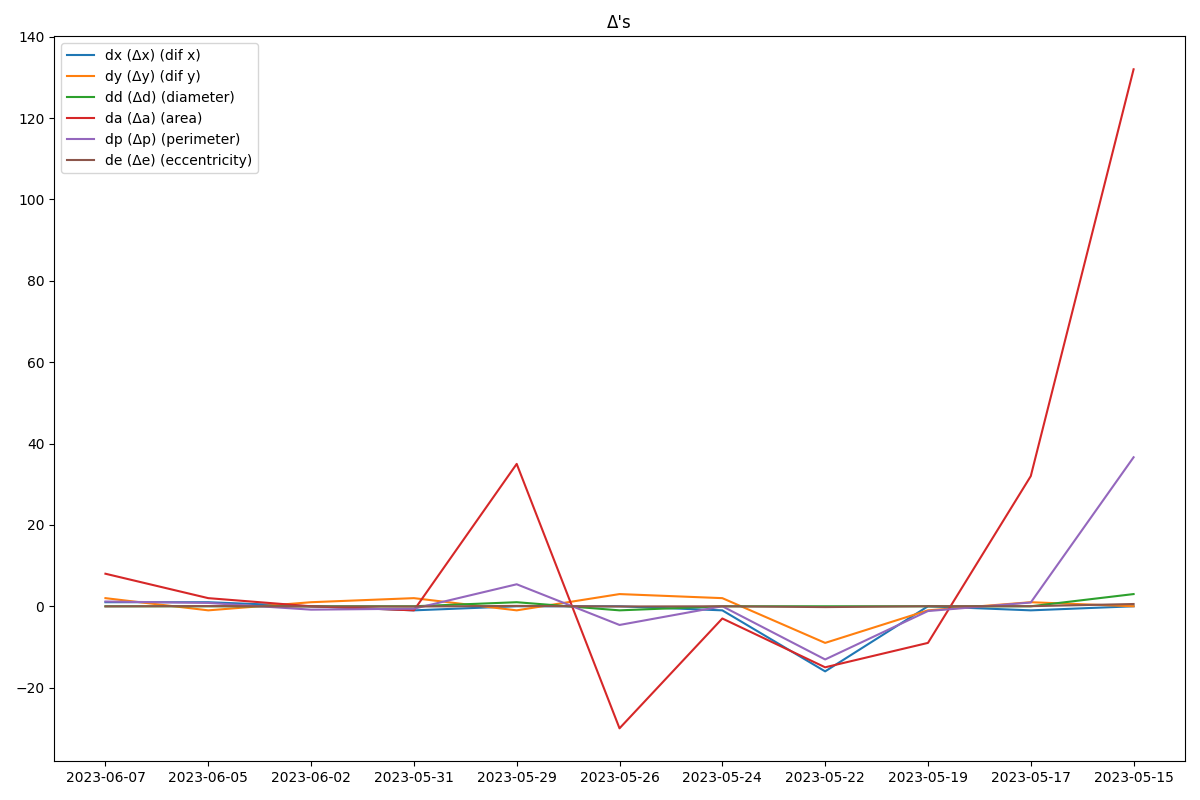 Δ's
dx (Δx) (dif x)
dy (Δy) (dif y)
dd (Δd) (diameter)
da (Δa) (area)
dp (Δp) (perimeter)
de (Δe) (eccentricity)
140
120
100
80
60
40
20
0
−20
2023-06-07 2023-06-05 2023-06-02 2023-05-31 2023-05-29 2023-05-26 2023-05-24 2023-05-22 2023-05-19 2023-05-17 2023-05-15